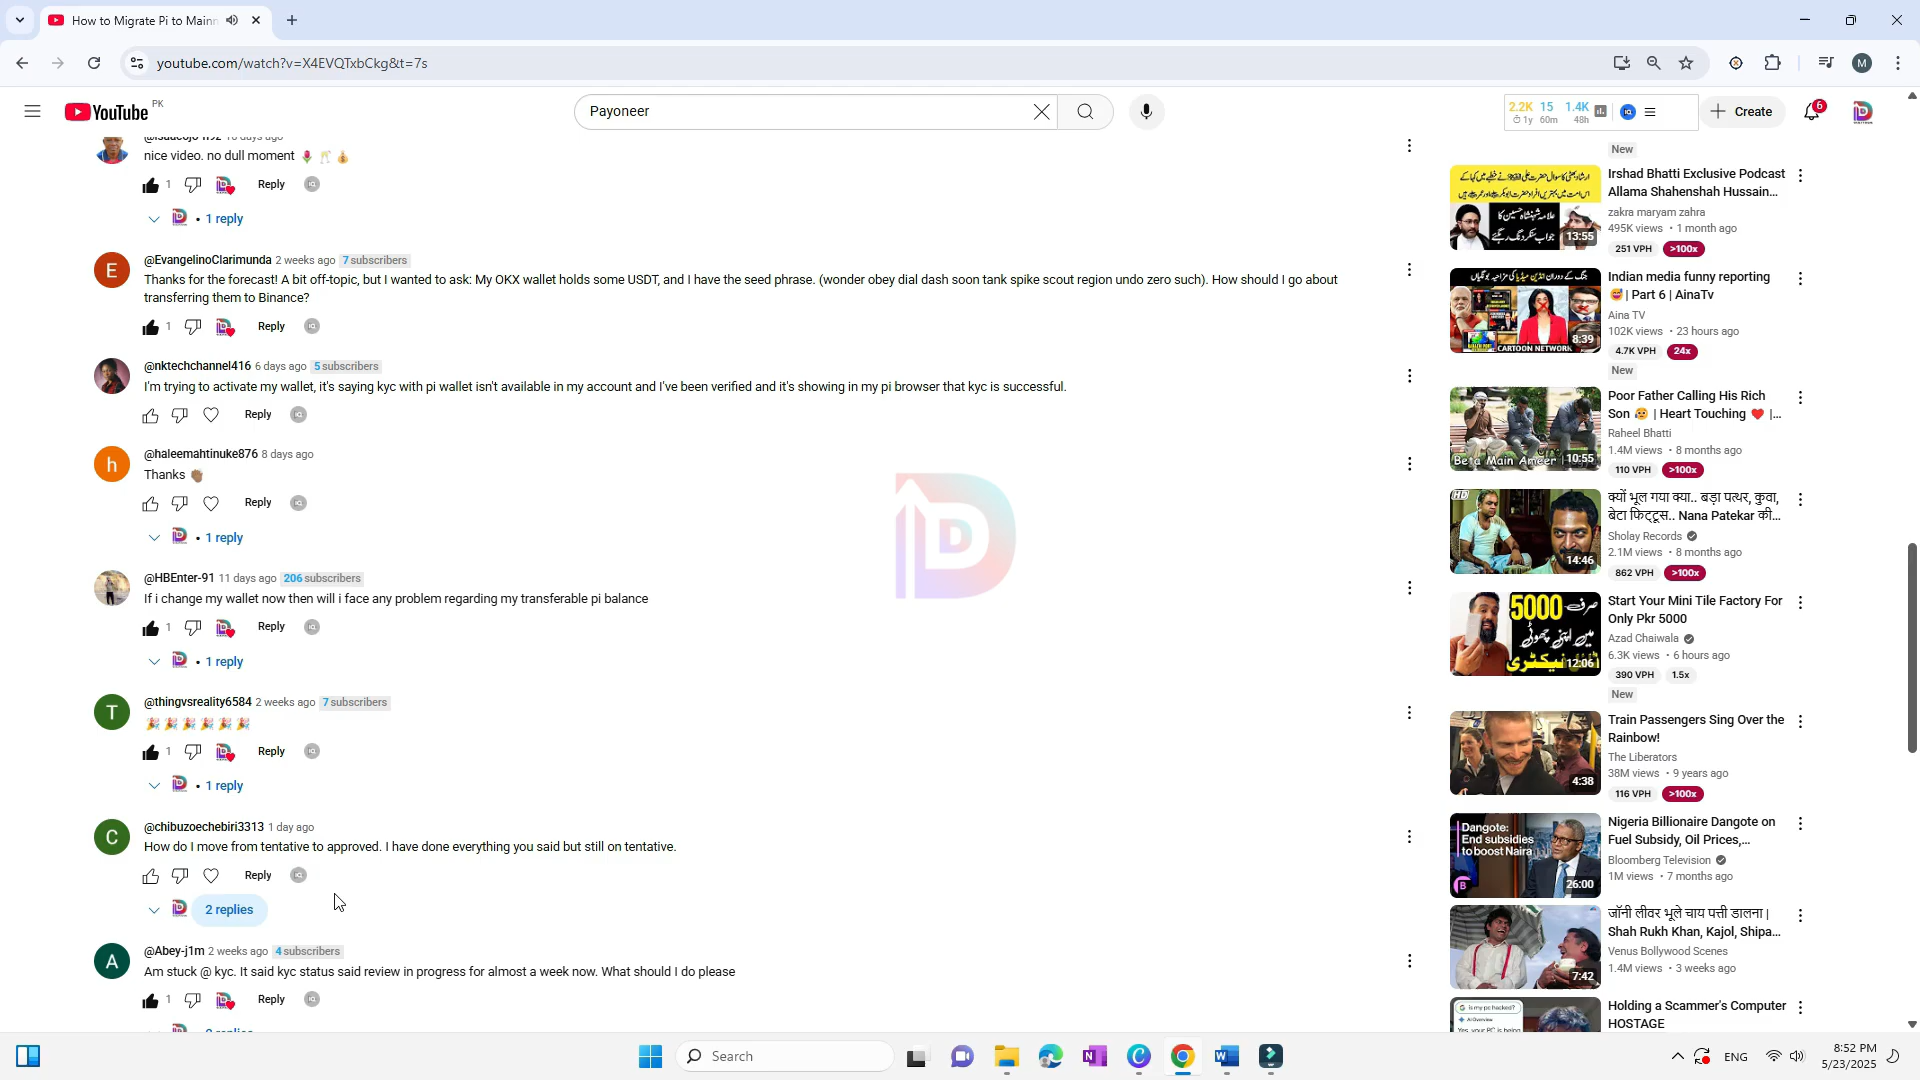 How to Migrate Pi to Mainn
youtube.com/watch?v=X4EVQTxbCkg&t=7s
M
YouTube PK
Payoneer
2.2K 15 1.4K
1y 60m 48h
Create
6
nice video. no dull moment 🌷 🥂 💰
1 Reply
1 reply
E
@EvangelinoClarimunda 2 weeks ago 7 subscribers
Thanks for the forecast! A bit off-topic, but I wanted to ask: My OKX wallet holds some USDT, and I have the seed phrase. (wonder obey dial dash soon tank spike scout region undo zero such). How should I go about
transferring them to Binance?
1 Reply
@nktechchannel416 6 days ago 5 subscribers
I'm trying to activate my wallet, it's saying kyc with pi wallet isn't available in my account and I've been verified and it's showing in my pi browser that kyc is successful.
Reply
h
@haleemahtinuke876 8 days ago
Thanks 👏🏾
Reply
1 reply
@HBEnter-91 11 days ago 206 subscribers
If i change my wallet now then will i face any problem regarding my transferable pi balance
1 Reply
1 reply
T
@thingvsreality6584 2 weeks ago 7 subscribers
🎉 🎉 🎉 🎉 🎉 🎉
1 Reply
1 reply
C
@chibuzoechebiri3313 1 day ago
How do I move from tentative to approved. I have done everything you said but still on tentative.
Reply
2 replies
A
@Abey-j1m 2 weeks ago 4 subscribers
Am stuck @ kyc. It said kyc status said review in progress for almost a week now. What should I do please
1 Reply
D
New
13:55
Irshad Bhatti Exclusive Podcast
Allama Shahenshah Hussain...
zakra maryam zahra
495K views • 1 month ago
251 VPH >100x
CARTOON NETWORK
8:39
Indian media funny reporting
😅 | Part 6 | AinaTv
Aina TV
102K views • 23 hours ago
4.7K VPH 24x
New
Be ta Main Ameer
10:55
Poor Father Calling His Rich
Son 🥺 | Heart Touching ❤️ |...
Raheel Bhatti
1.4M views • 8 months ago
110 VPH >100x
HD
14:46
क्यों भूल गया क्या.. बड़ा पत्थर, कुवा,
बेटा फिट्टूस.. Nana Patekar की...
Sholay Records
2.1M views • 8 months ago
862 VPH >100x
5000 صرف
12:06
Start Your Mini Tile Factory For
Only Pkr 5000
Azad Chaiwala
6.3K views • 6 hours ago
390 VPH 1.5x
New
4:38
Train Passengers Sing Over the
Rainbow!
The Liberators
38M views • 9 years ago
116 VPH >100x
Dangote:
End subsidies
to boost Naira
26:00
Nigeria Billionaire Dangote on
Fuel Subsidy, Oil Prices,...
Bloomberg Television
1M views • 7 months ago
7:42
जॉनी लीवर भूले चाय पत्ती डालना |
Shah Rukh Khan, Kajol, Shipa...
Venus Bollywood Scenes
1.4M views • 3 weeks ago
is my pc hacked?
AI Overview
Holding a Scammer's Computer
HOSTAGE
Search
ENG
8:52 PM
5/23/2025